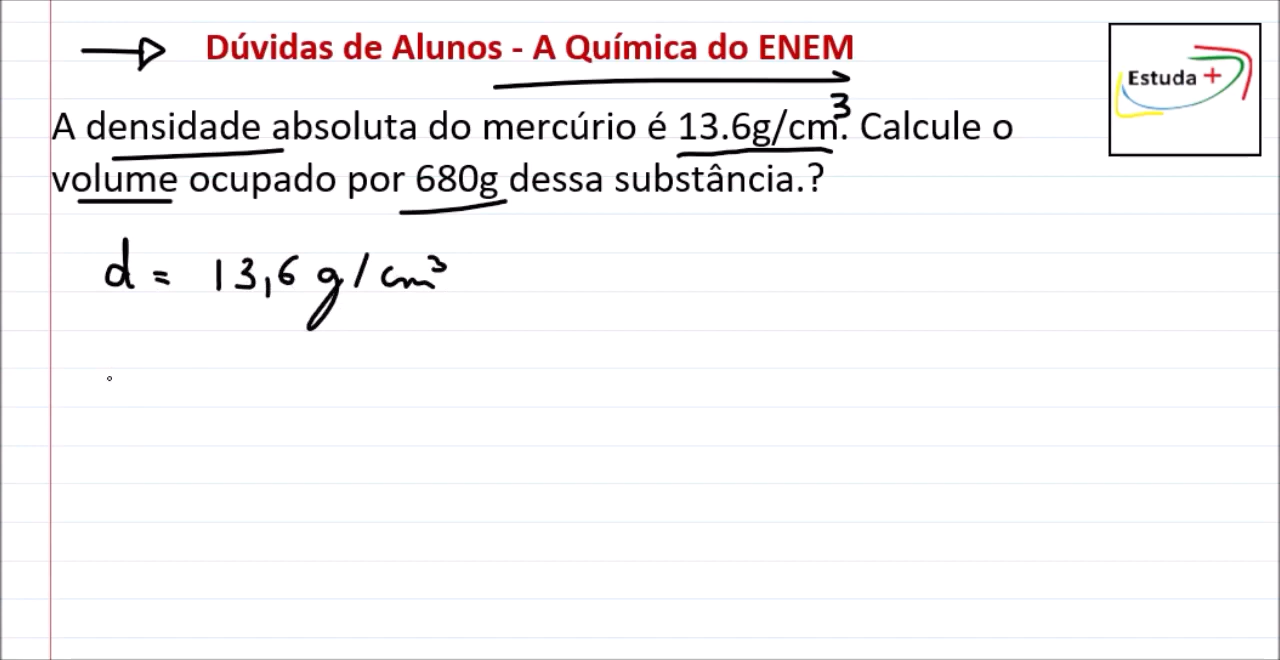 Dúvidas de Alunos - A Química do ENEM
Estuda +
A densidade absoluta do mercúrio é 13.6g/cm³. Calcule o
volume ocupado por 680g dessa substância.?
d = 13,6 g/cm³